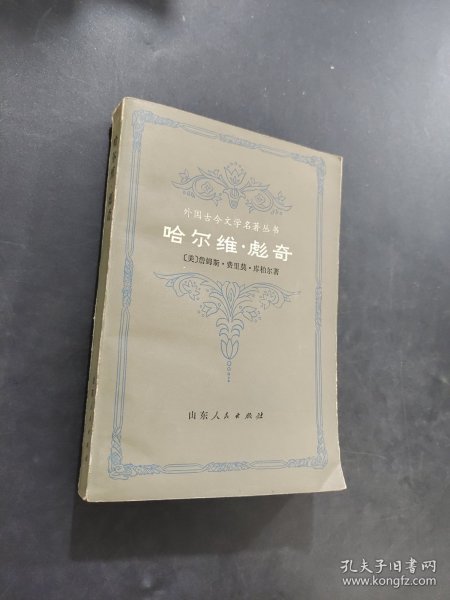 外国古今文学名著丛书
哈尔维·彪奇
〔美〕詹姆斯·费里莫·库柏尔著
山东人民出版社
孔夫子旧书网
www.kongfz.com